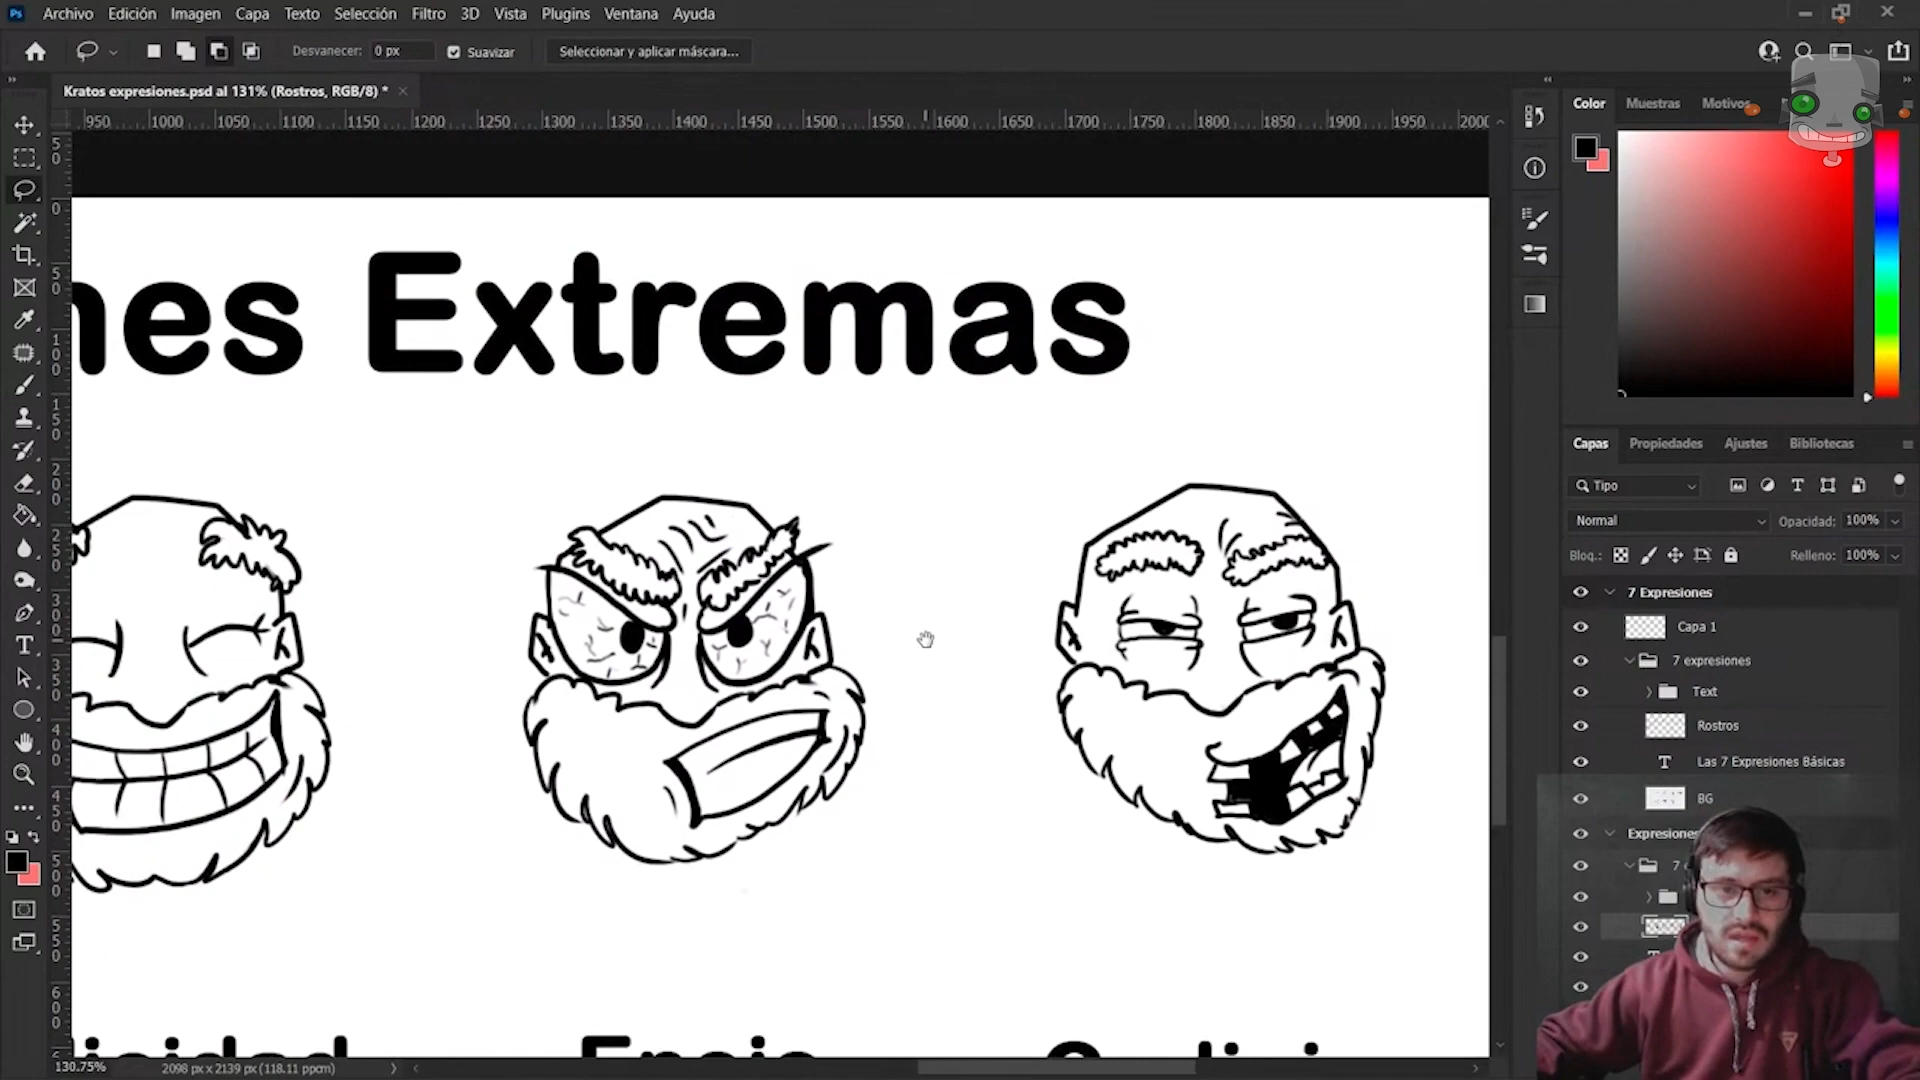 Ps Archivo Edición Imagen Capa Texto Selección Filtro 3D Vista Plugins Ventana Ayuda
Desvanecer: 0 px Suavizar Seleccionar y aplicar máscara...
Kratos expresiones.psd al 131% (Rostros, RGB/8) *
950 1000 1050 1100 1150 1200 1250 1300 1350 1400 1450 1500 1550 1600 1650 1700 1750 1800 1850 1900 1950 2000
nes Extremas
Color Muestras Motivos
Capas Propiedades Ajustes Bibliotecas
Tipo
Normal Opacidad: 100%
Bloq.: Relleno: 100%
7 Expresiones
Capa 1
7 expresiones
Text
Rostros
Las 7 Expresiones Básicas
BG
Expresiones
7
130.75% 2098 px x 2139 px (118.11 ppcm)